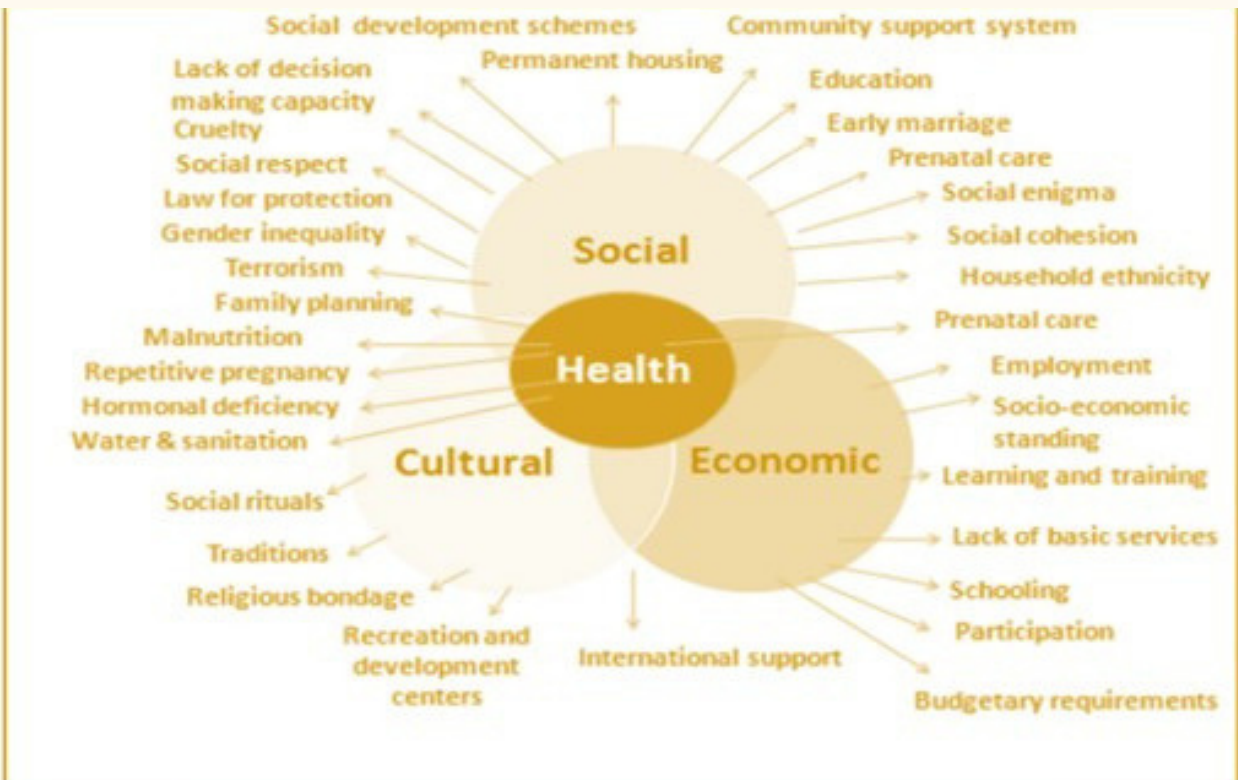 Social development schemes
Community support system
Permanent housing
Lack of decision
making capacity
Cruelty
Social respect
Law for protection
Gender inequality
Terrorism
Family planning
Malnutrition
Repetitive pregnancy
Hormonal deficiency
Water & sanitation
Social rituals
Traditions
Religious bondage
Recreation and
development
centers
International support
Education
Early marriage
Prenatal care
Social enigma
Social cohesion
Household ethnicity
Prenatal care
Employment
Socio-economic
standing
Learning and training
Lack of basic services
Schooling
Participation
Budgetary requirements
Social
Health
Cultural
Economic